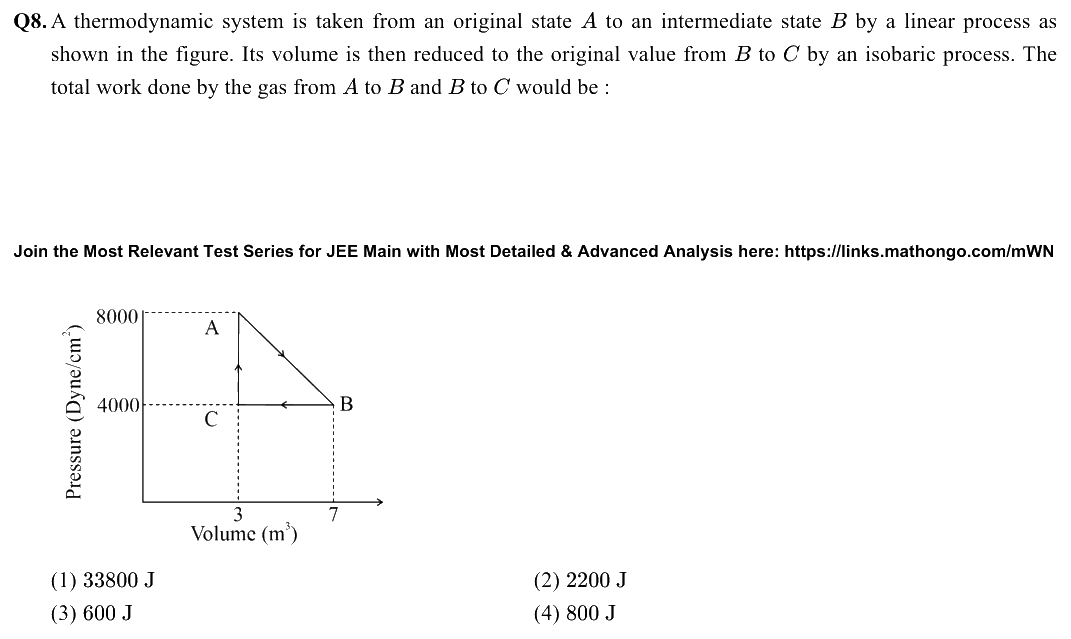 Q8. A thermodynamic system is taken from an original state A to an intermediate state B by a linear process as
shown in the figure. Its volume is then reduced to the original value from B to C by an isobaric process. The
total work done by the gas from A to B and B to C would be :
Join the Most Relevant Test Series for JEE Main with Most Detailed & Advanced Analysis here: https://links.mathongo.com/mWN
Pressure (Dyne/cm²)
8000
A
4000
C
B
3
7
Volume (m³)
(1) 33800 J
(2) 2200 J
(3) 600 J
(4) 800 J